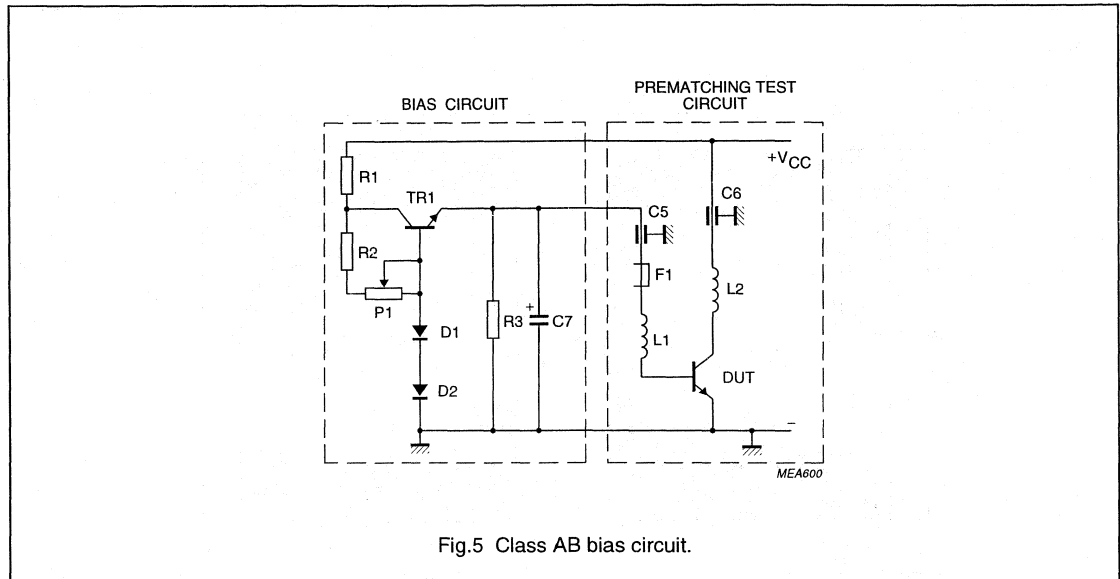 PREMATCHING TEST
CIRCUIT
BIAS CIRCUIT
+VCC
R1
TR1
C5
C6
R2
F1
L2
P1
D1
+
R3
C7
L1
D2
DUT
–
MEA600
Fig.5 Class AB bias circuit.